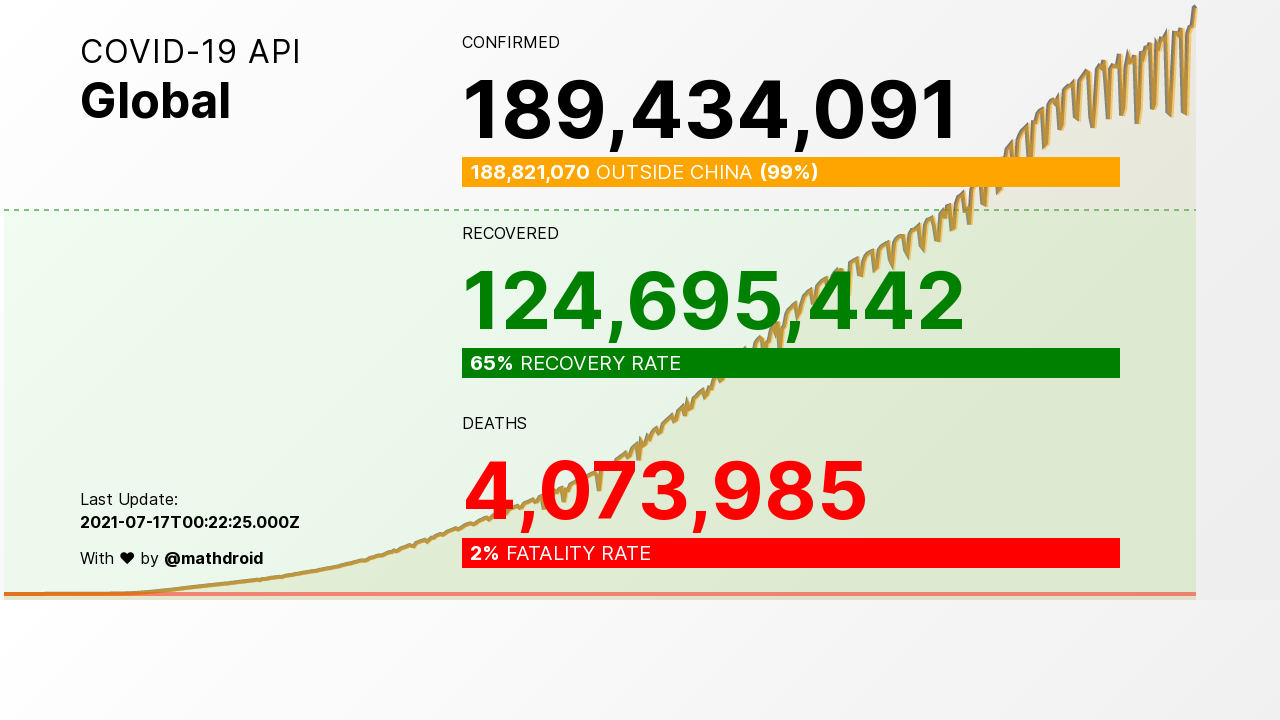 COVID-19 API
Global
CONFIRMED
189,434,091
188,821,070 OUTSIDE CHINA (99%)
RECOVERED
124,695,442
65% RECOVERY RATE
DEATHS
4,073,985
2% FATALITY RATE
Last Update:
2021-07-17T00:22:25.000Z
With ♥ by @mathdroid